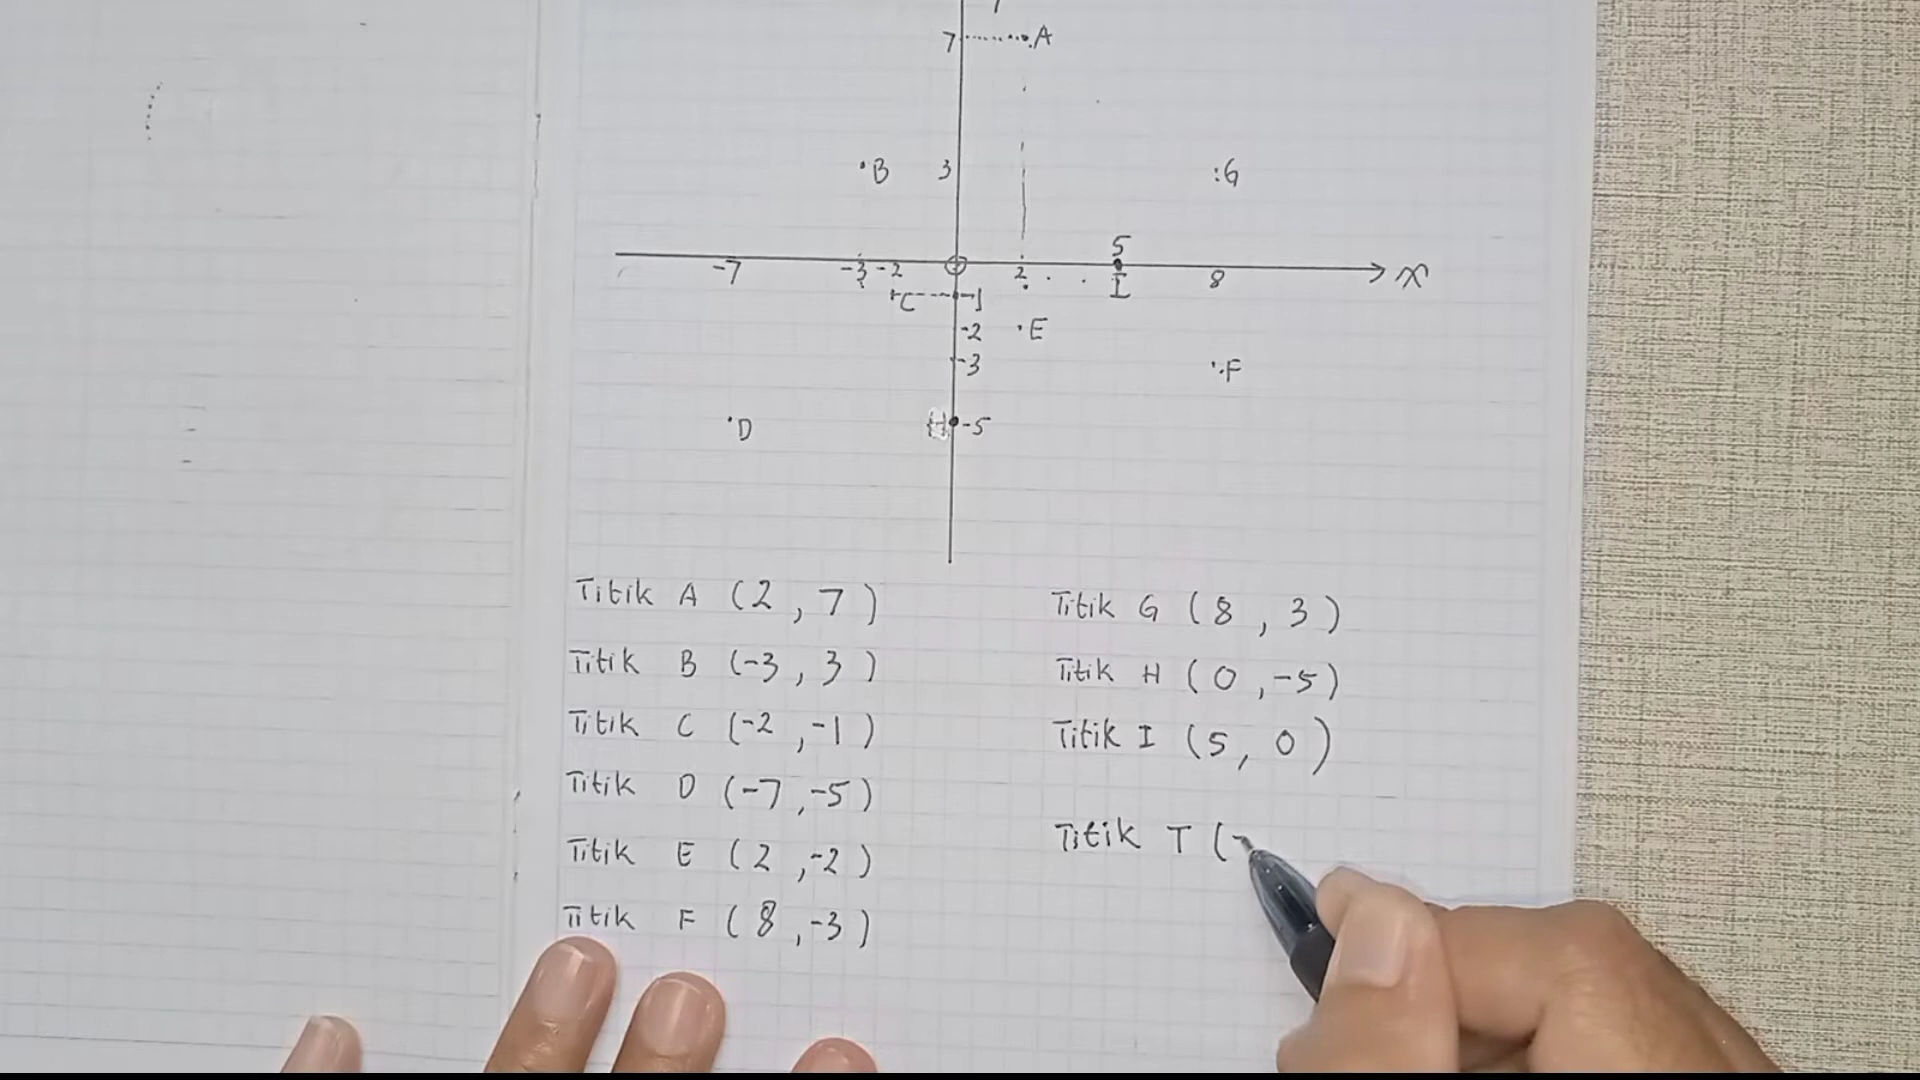 7 A
B 3 G
5
-7 -3 -2 2 8 X
C -1 I
-2 E
-3 F
D H -5
Titik A (2, 7)
Titik B (-3, 3)
Titik C (-2, -1)
Titik D (-7, -5)
Titik E (2, -2)
Titik F (8, -3)
Titik G (8, 3)
Titik H (0, -5)
Titik I (5, 0)
Titik T (-